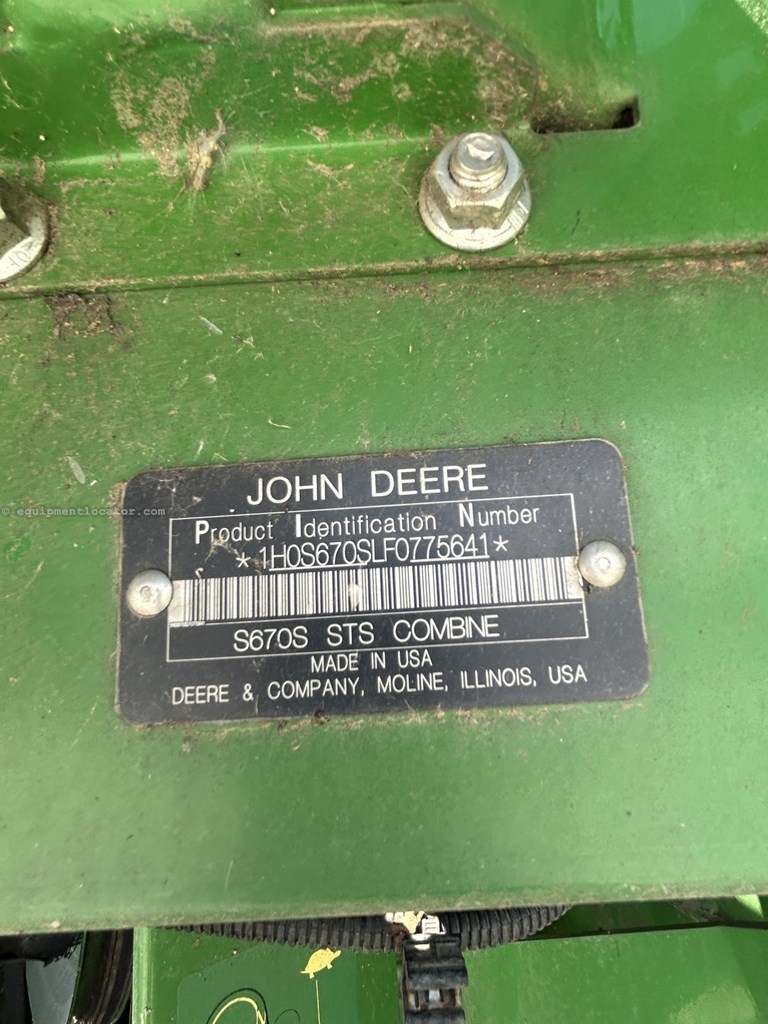 © equipmentlocator.com
JOHN DEERE
Product Identification Number
*1H0S670SLF0775641*
S670S STS COMBINE
MADE IN USA
DEERE & COMPANY, MOLINE, ILLINOIS, USA